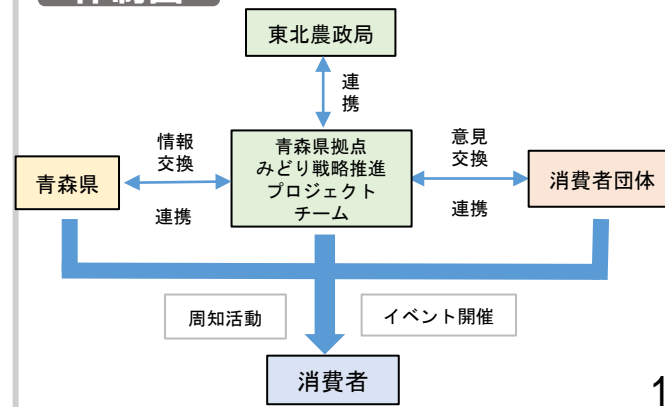 東北農政局
連
携
情報
交換
連携
青森県
青森県拠点
みどり戦略推進
プロジェクト
チーム
意見
交換
連携
消費者団体
周知活動
イベント開催
消費者
1